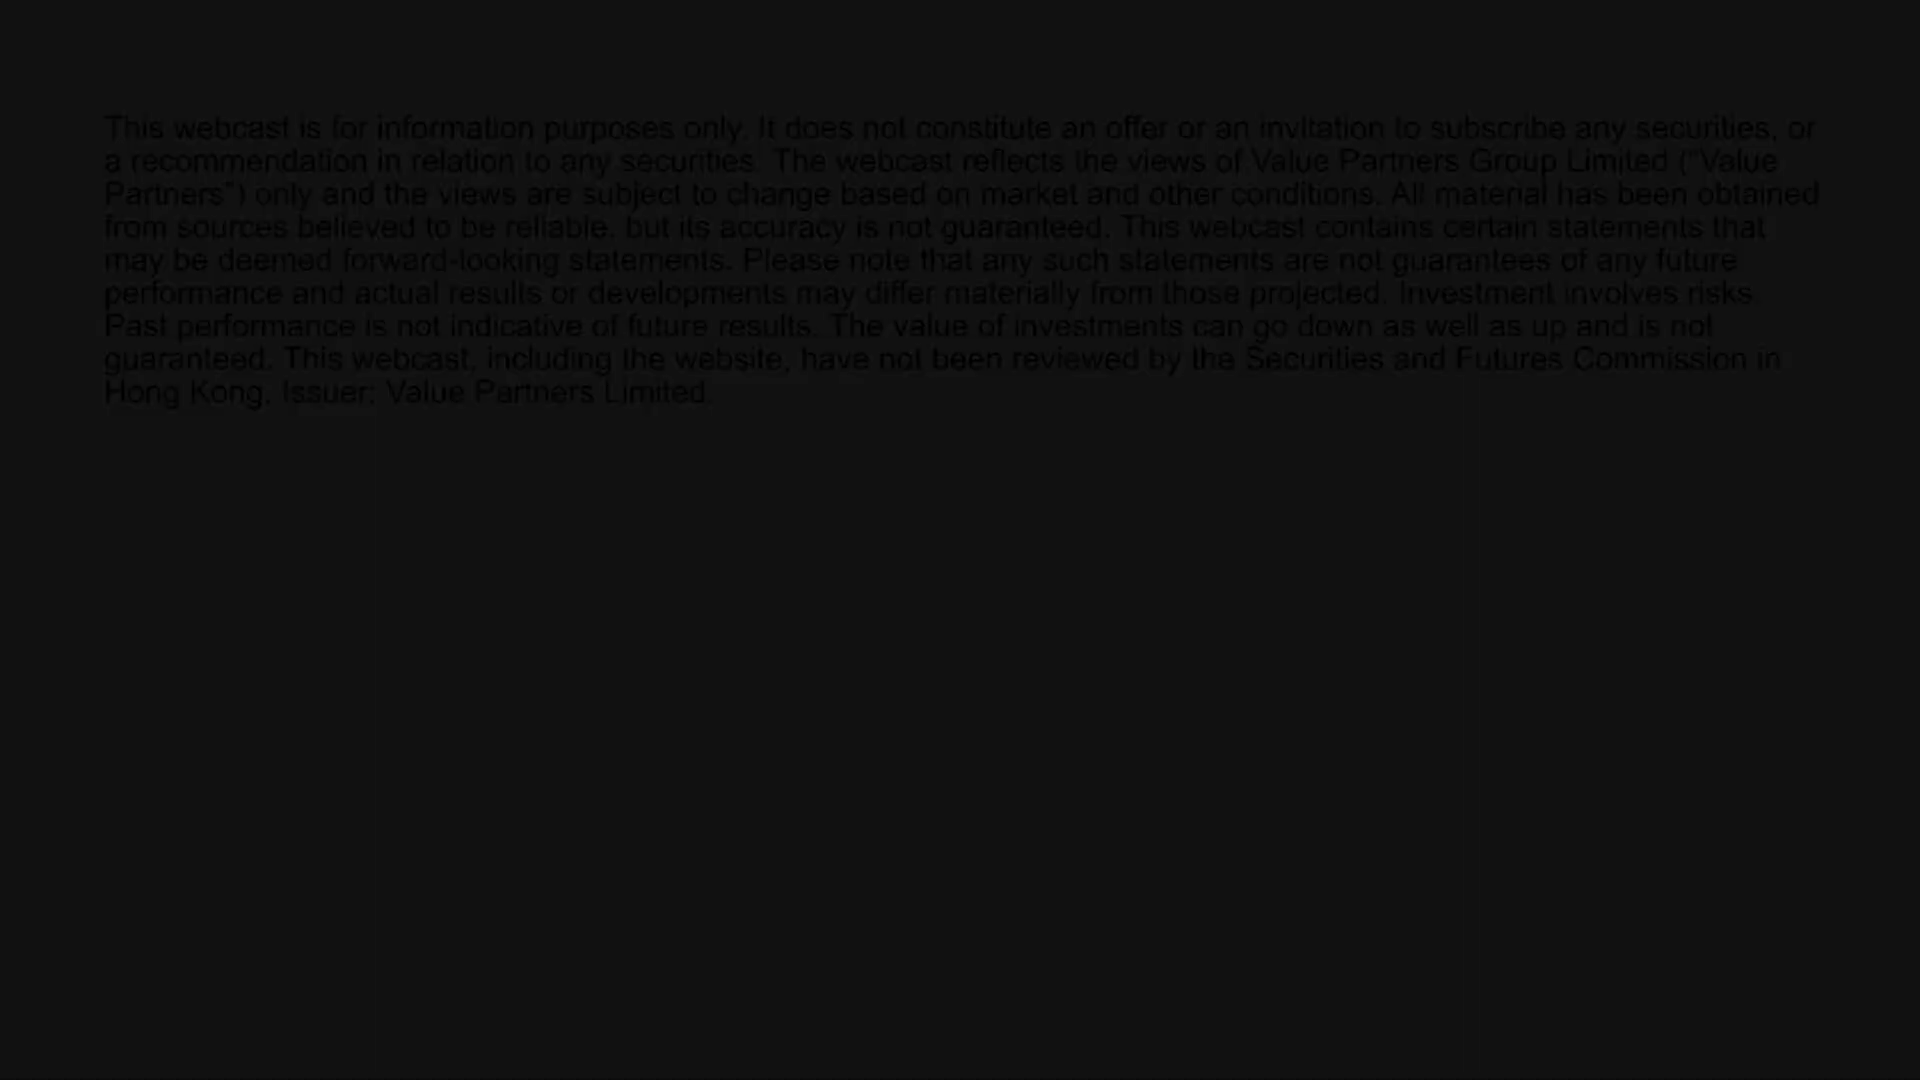 This webcast is for information purposes only. It does not constitute an offer or an invitation to subscribe any securities, or
a recommendation in relation to any securities. The webcast reflects the views of Value Partners Group Limited ("Value
Partners") only and the views are subject to change based on market and other conditions. All material has been obtained
from sources believed to be reliable, but its accuracy is not guaranteed. This webcast contains certain statements that
may be deemed forward-looking statements. Please note that any such statements are not guarantees of any future
performance and actual results or developments may differ materially from those projected. Investment involves risks.
Past performance is not indicative of future results. The value of investments can go down as well as up and is not
guaranteed. This webcast, including the website, have not been reviewed by the Securities and Futures Commission in
Hong Kong. Issuer: Value Partners Limited.